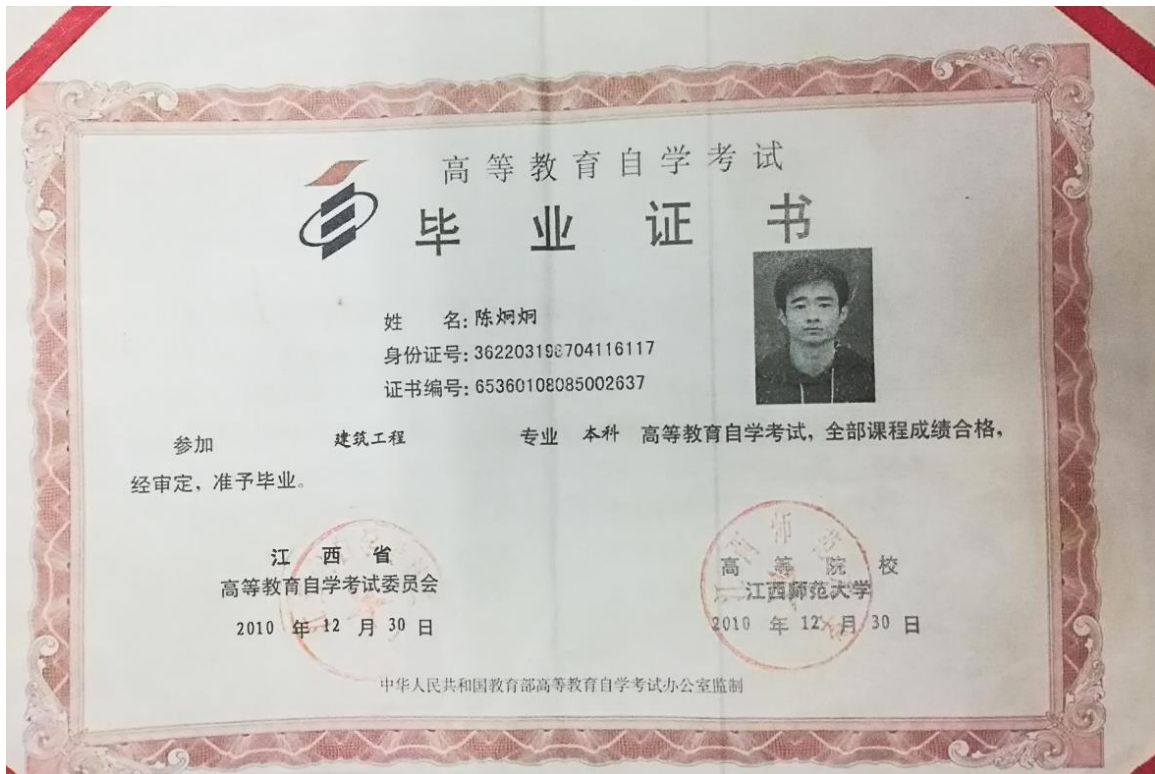 高等教育自学考试
毕业证书
姓 名: 陈炯炯
身份证号: 362203198704116117
证书编号: 65360108085002637
参加 建筑工程 专业 本科 高等教育自学考试，全部课程成绩合格，
经审定，准予毕业。
江西省
高等教育自学考试委员会
2010 年 12 月 30 日
高等院校
江西师范大学
2010 年 12 月 30 日
中华人民共和国教育部高等教育自学考试办公室监制